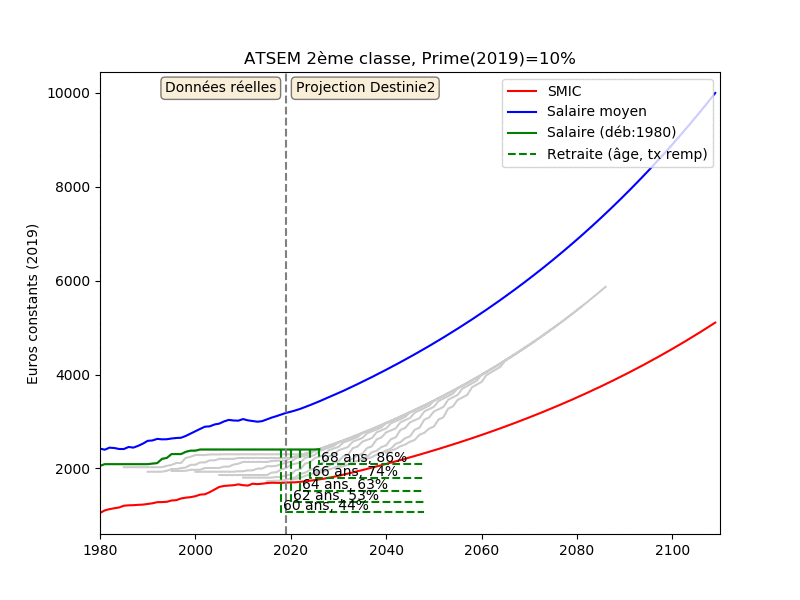 ATSEM 2ème classe, Prime(2019)=10%
Données réelles
Projection Destinie2
SMIC
Salaire moyen
Salaire (déb:1980)
Retraite (âge, tx remp)
Euros constants (2019)
10000
8000
6000
4000
2000
68 ans, 86%
66 ans, 74%
64 ans, 63%
62 ans, 53%
60 ans, 44%
1980
2000
2020
2040
2060
2080
2100